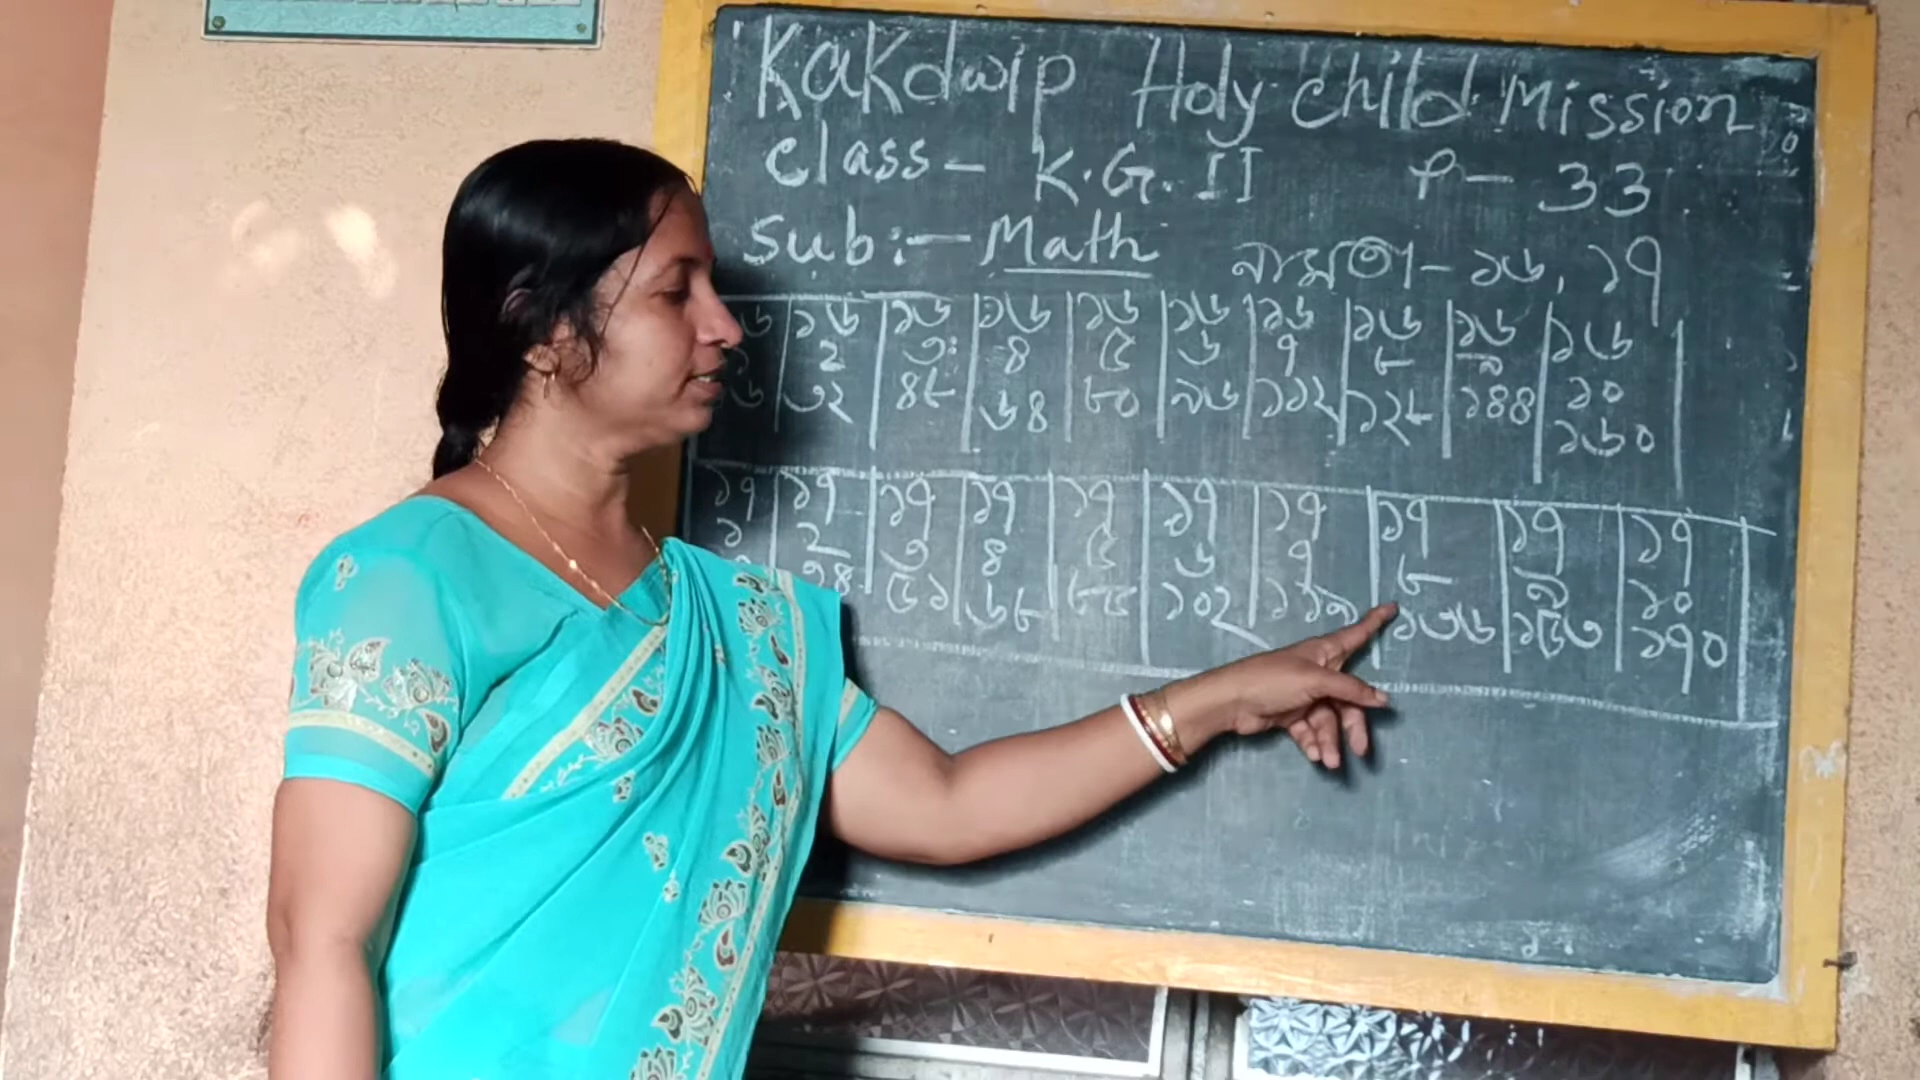 Kakdwip Holy Child Mission
Class - K.G. II P - 33
Sub :- Math
নামতা - ১৬, ১৭
১৬ ১৬ ১৬ ১৬ ১৬ ১৬ ১৬ ১৬ ১৬
২ ৩ ৪ ৫ ৬ ৭ ৮ ৯ ১০
৩২ ৪৮ ৬৪ ৮০ ৯৬ ১১২ ১২৮ ১৪৪ ১৬০
১৭ ১৭ ১৭ ১৭ ১৭ ১৭ ১৭ ১৭ ১৭ ১৭
১ ২ ৩ ৪ ৫ ৬ ৭ ৮ ৯ ১০
৩৪ ৫১ ৬৮ ৮৫ ১০২ ১১৯ ১৩৬ ১৫৩ ১৭০